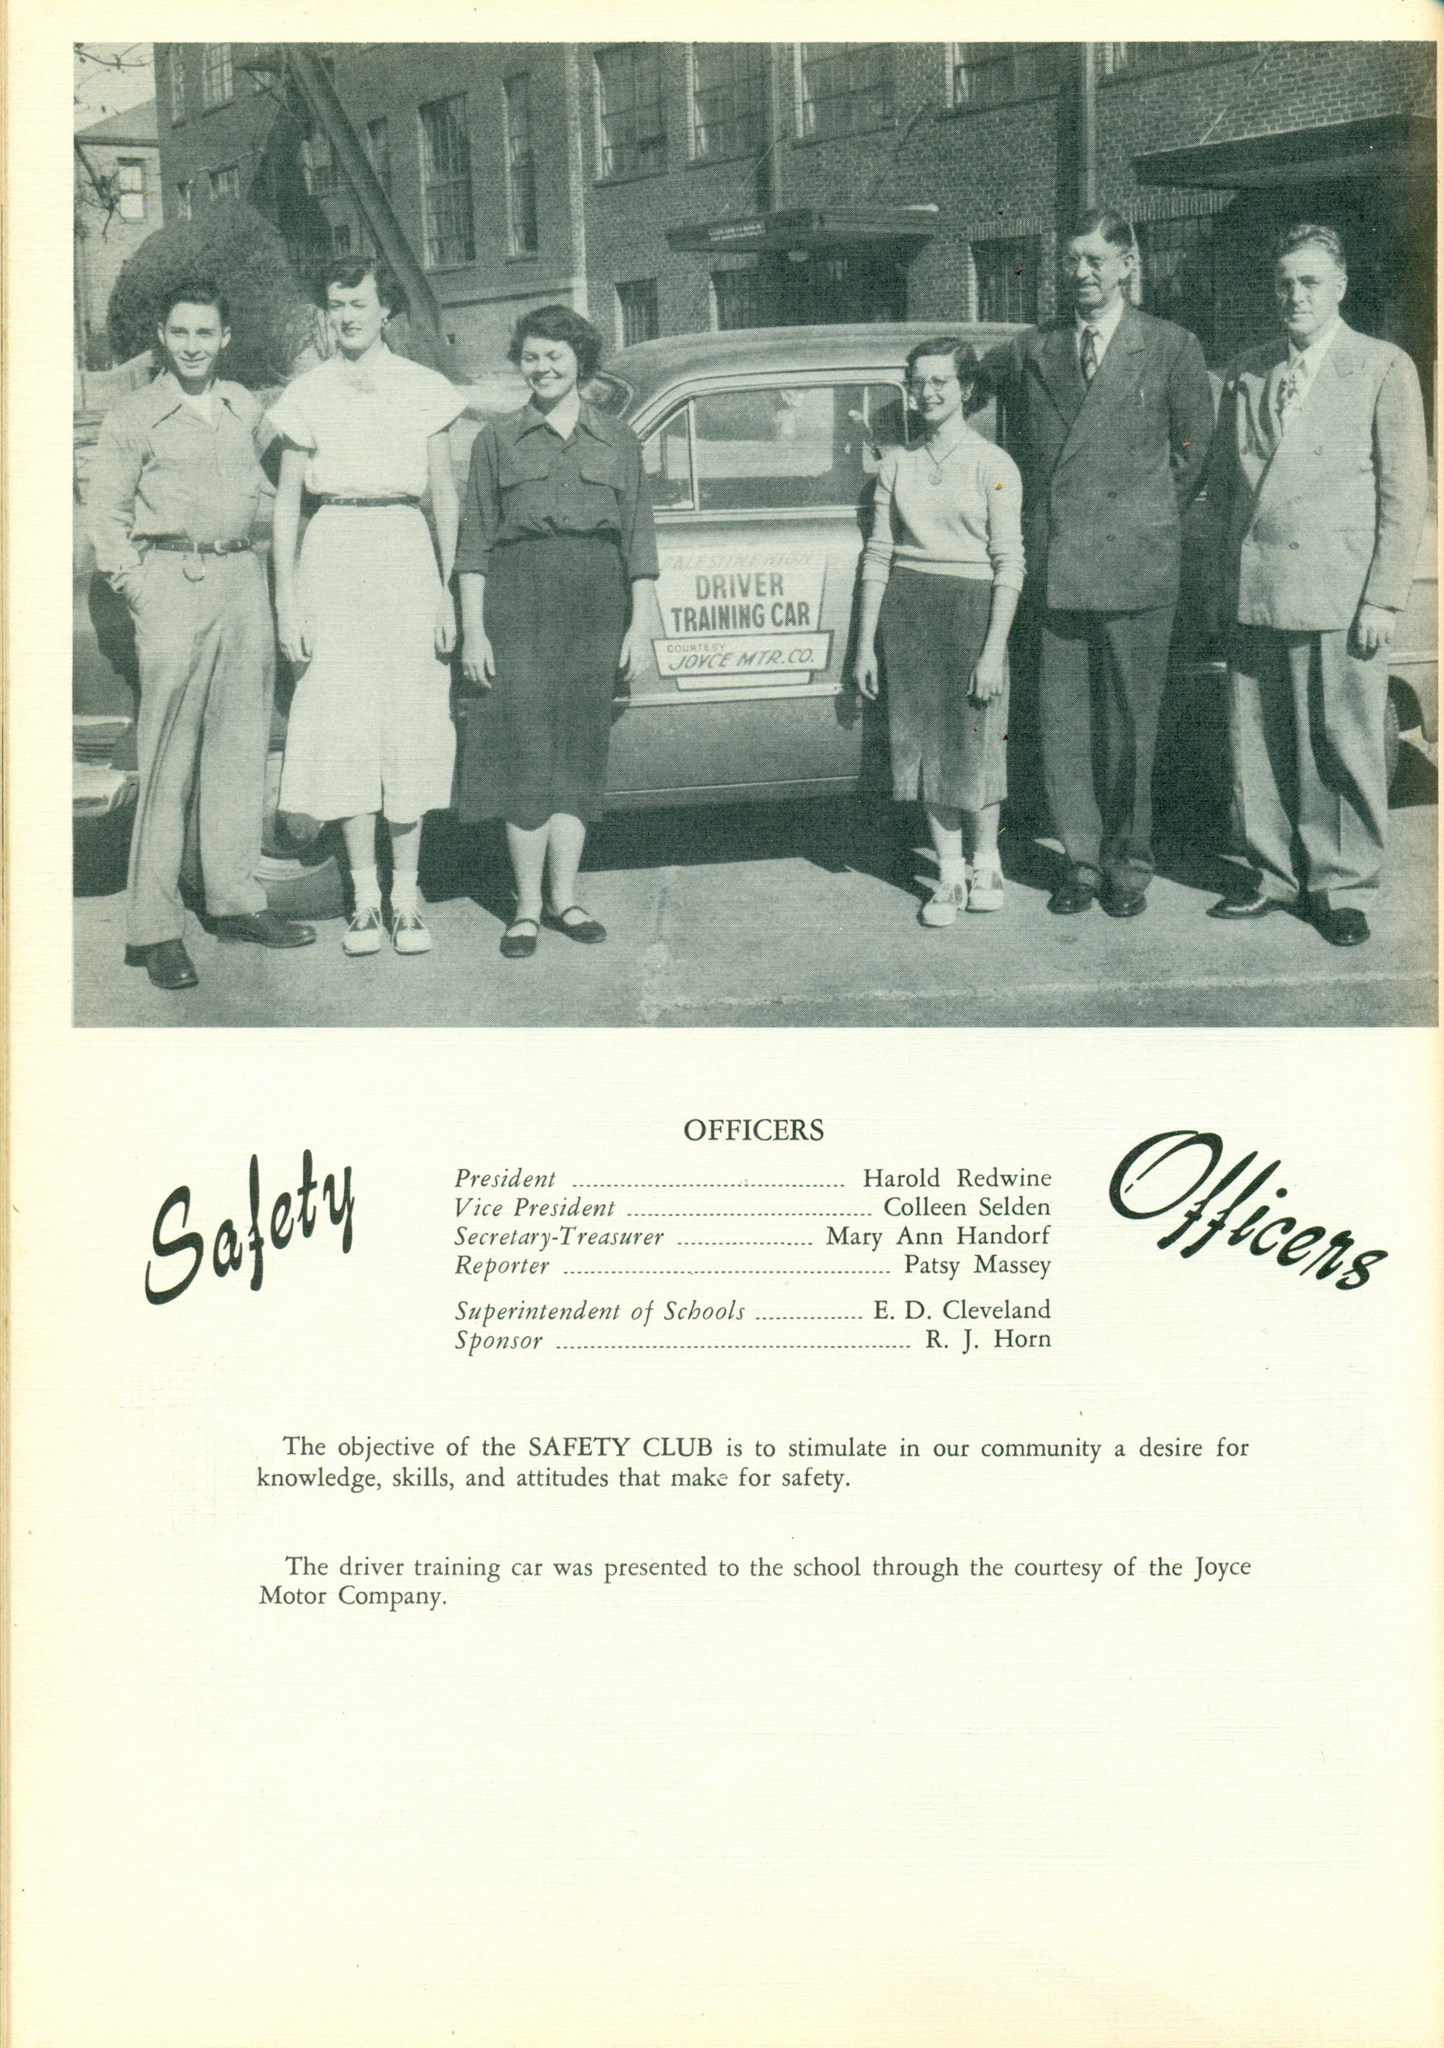 PALESTINE HIGH
DRIVER
TRAINING CAR
COURTESY
JOYCE MTR. CO.
Safety
Officers
OFFICERS
President ........................................ Harold Redwine
Vice President .................................... Colleen Selden
Secretary-Treasurer .................... Mary Ann Handorf
Reporter ................................................ Patsy Massey
Superintendent of Schools ................ E. D. Cleveland
Sponsor .................................................... R. J. Horn
The objective of the SAFETY CLUB is to stimulate in our community a desire for
knowledge, skills, and attitudes that make for safety.
The driver training car was presented to the school through the courtesy of the Joyce
Motor Company.